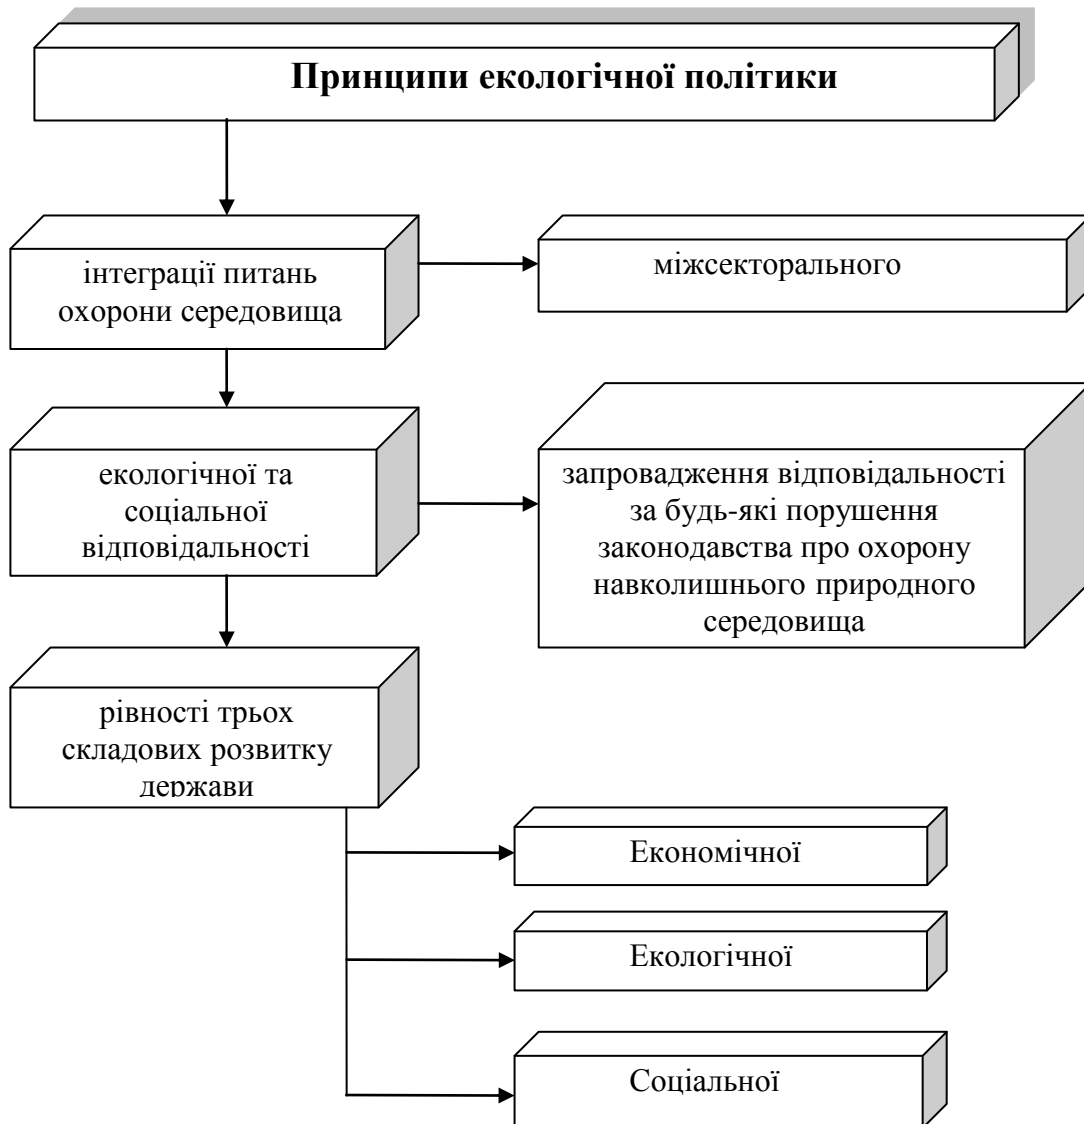 Принципи екологічної політики
інтеграції питань
охорони середовища
міжсекторального
екологічної та
соціальної
відповідальності
запровадження відповідальності
за будь-які порушення
законодавства про охорону
навколишнього природного
середовища
рівності трьох
складових розвитку
держави
Економічної
Екологічної
Соціальної